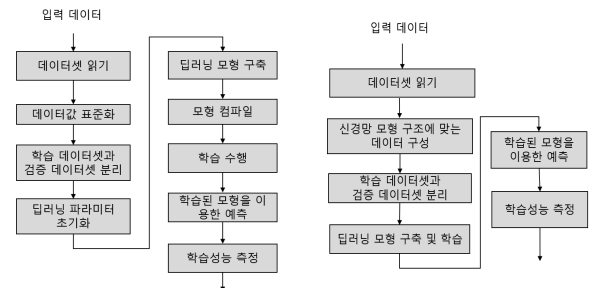 입력 데이터
데이터셋 읽기
데이터값 표준화
학습 데이터셋과
검증 데이터셋 분리
딥러닝 파라미터
초기화
딥러닝 모형 구축
모형 컴파일
학습 수행
학습된 모형을 이
용한 예측
학습성능 측정
입력 데이터
데이터셋 읽기
신경망 모형 구조에 맞는
데이터 구성
학습 데이터셋과
검증 데이터셋 분리
딥러닝 모형 구축 및 학습
학습된 모형을
이용한 예측
학습성능 측정